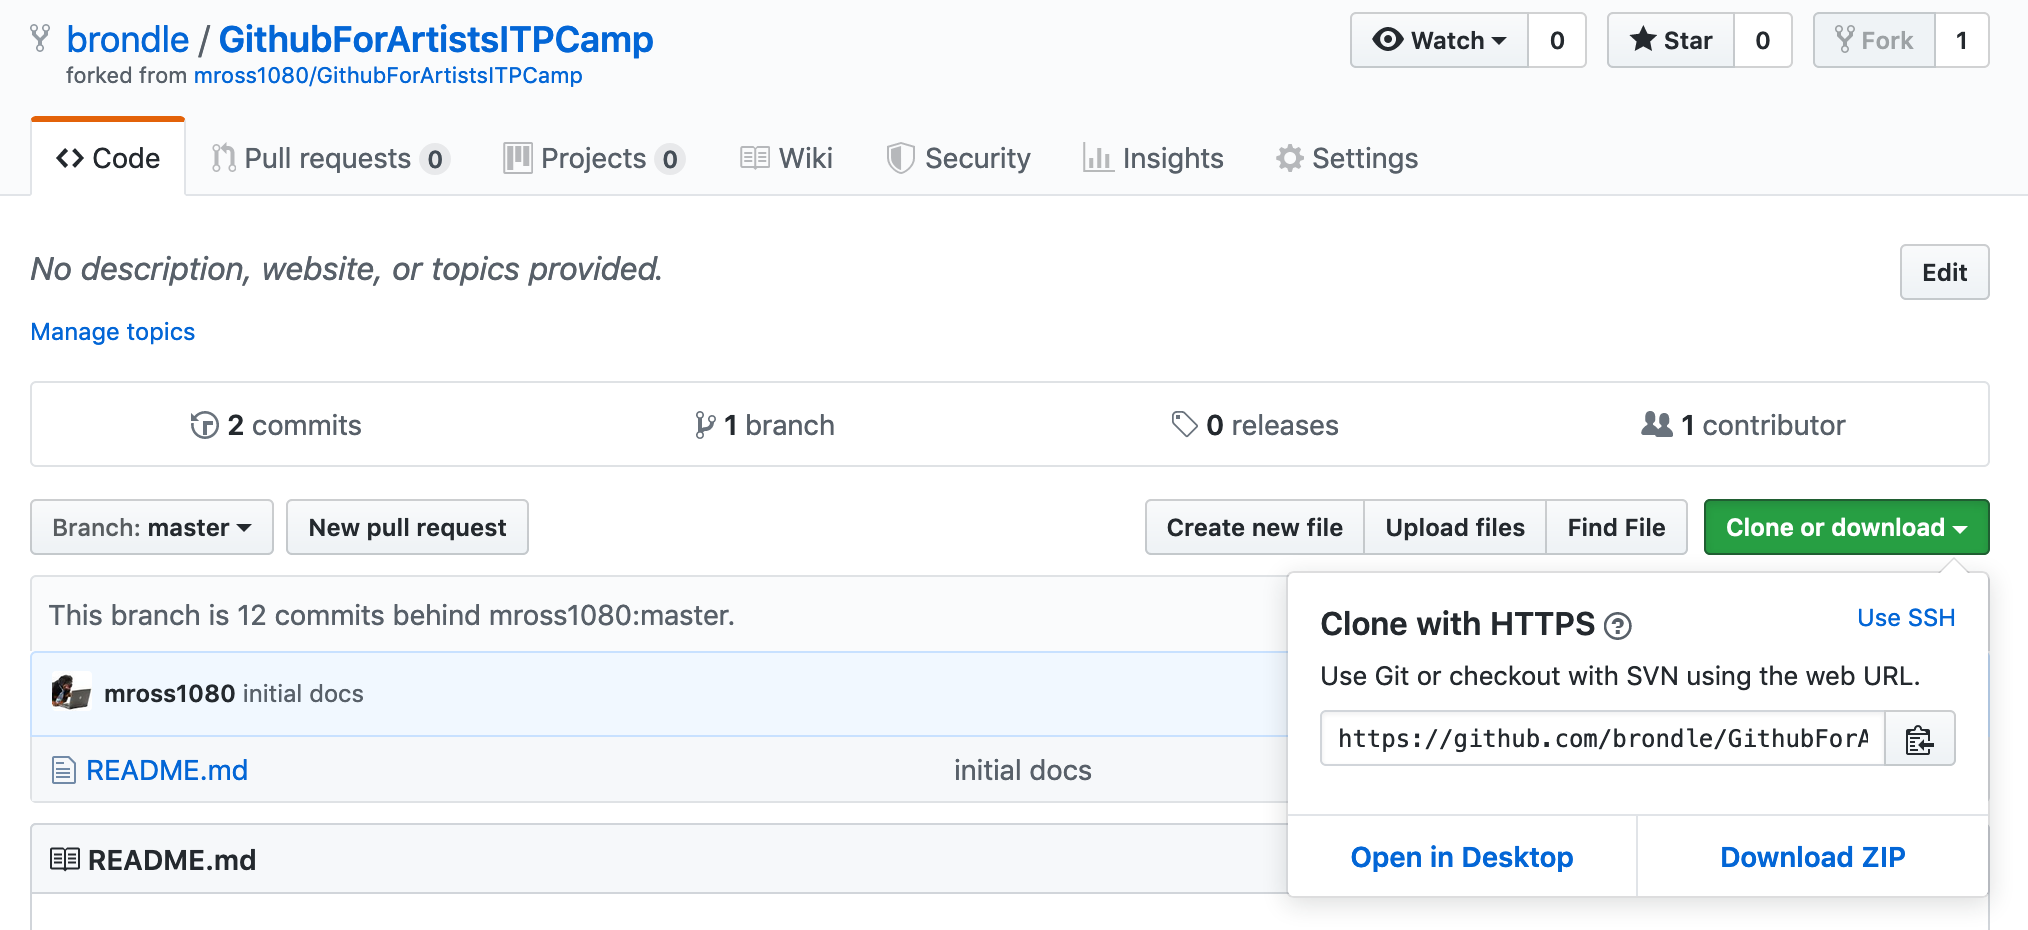 brondle / GithubForArtistsITPCamp
Watch 0 Star 0 Fork 1
forked from mross1080/GithubForArtistsITPCamp
Code Pull requests 0 Projects 0 Wiki Security Insights Settings
No description, website, or topics provided.
Edit
Manage topics
2 commits 1 branch 0 releases 1 contributor
Branch: master New pull request Create new file Upload files Find File Clone or download
This branch is 12 commits behind mross1080:master.
mross1080 initial docs
README.md initial docs
README.md
Clone with HTTPS ?
Use SSH
Use Git or checkout with SVN using the web URL.
https://github.com/brondle/GithubForA
Open in Desktop Download ZIP